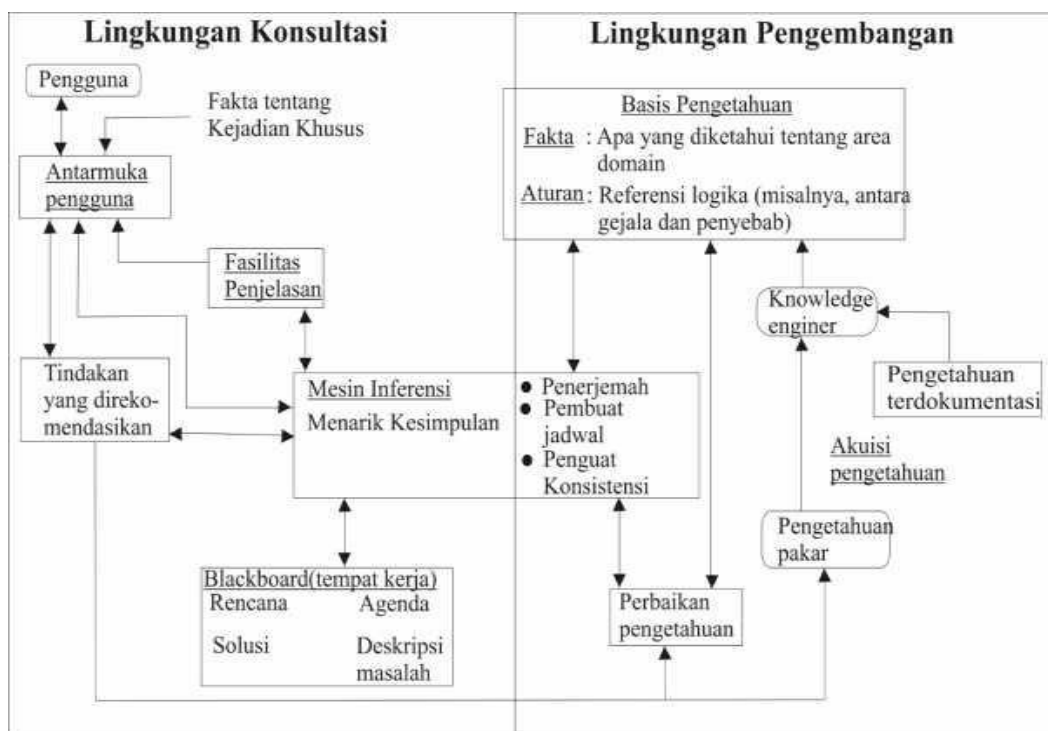 Lingkungan Konsultasi
Pengguna
Fakta tentang
Kejadian Khusus
Antarmuka
pengguna
Fasilitas
Penjelasan
Tindakan
yang direko-
mendasikan
Mesin Inferensi
Menarik Kesimpulan
Blackboard(tempat kerja)
Rencana Agenda
Solusi Deskripsi
masalah
Lingkungan Pengembangan
Basis Pengetahuan
Fakta : Apa yang diketahui tentang area
domain
Aturan : Referensi logika (misalnya, antara
gejala dan penyebab)
Knowledge
enginer
Pengetahuan
terdokumentasi
● Penerjemah
● Pembuat
jadwal
● Penguat
Konsistensi
Akuisi
pengetahuan
Pengetahuan
pakar
Perbaikan
pengetahuan